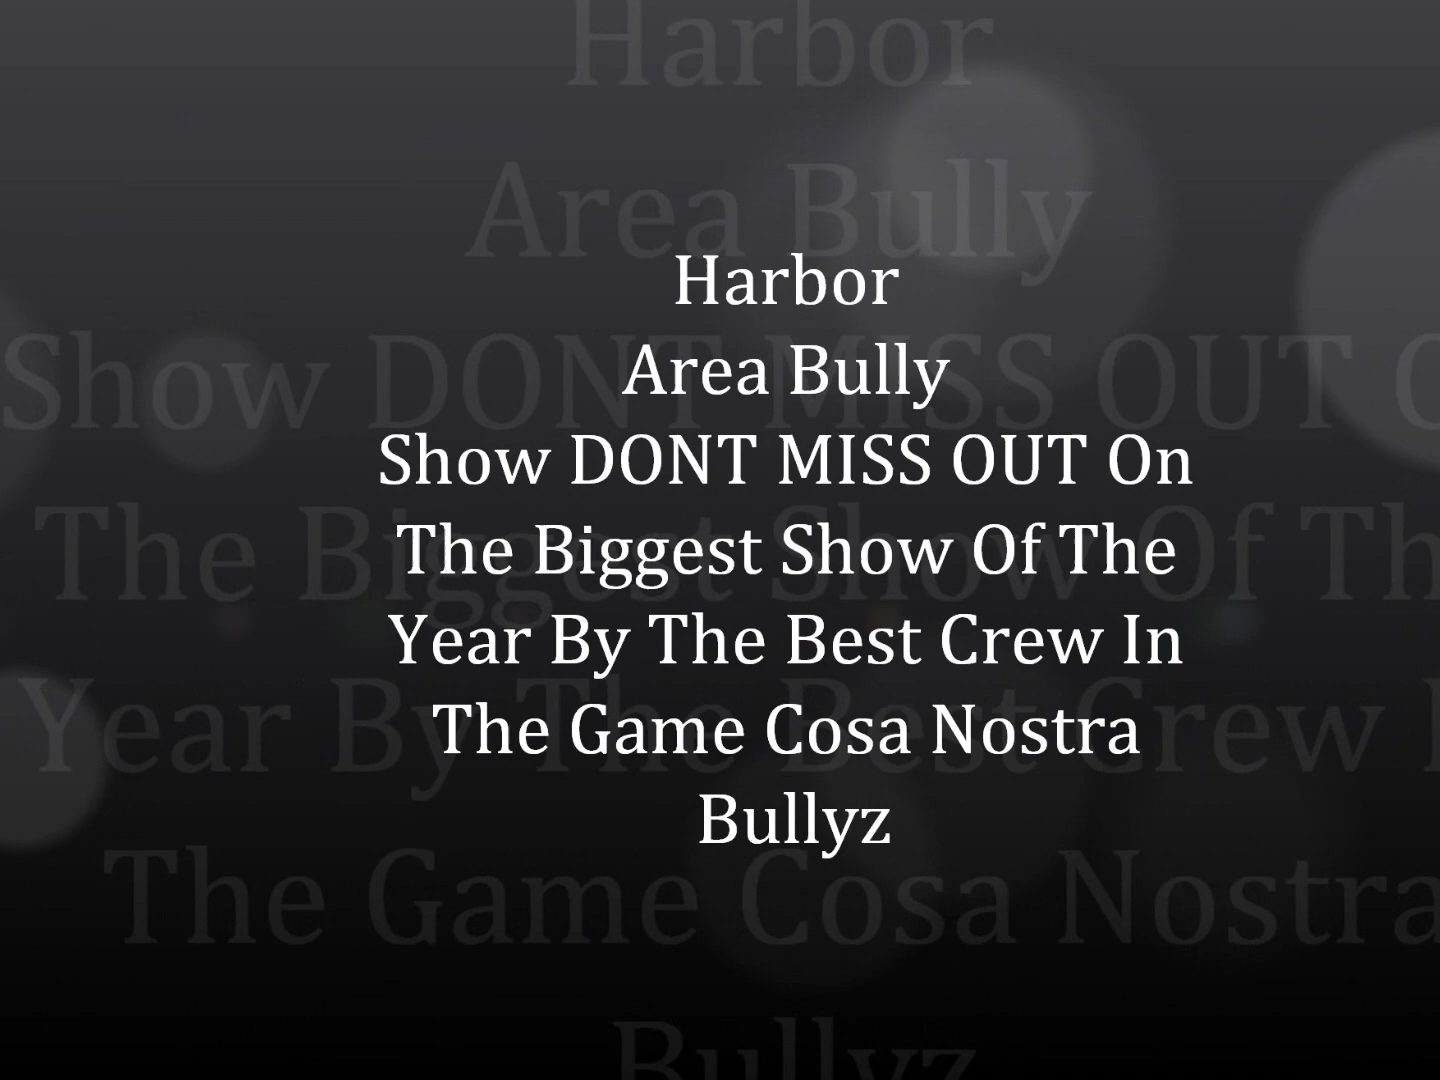 Harbor
Area Bully
Show DONT MISS OUT On
The Biggest Show Of The
Year By The Best Crew In
The Game Cosa Nostra
Bullyz